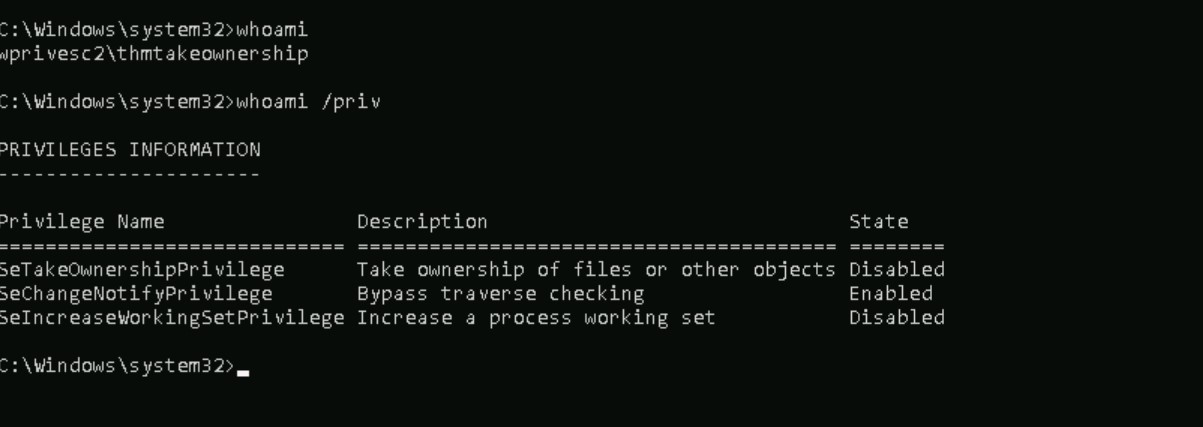 C:\Windows\system32>whoami
wprivesc2\thmtakeownership
C:\Windows\system32>whoami /priv
PRIVILEGES INFORMATION
----------------------
Privilege Name                Description                              State
============================= ======================================== ========
SeTakeOwnershipPrivilege      Take ownership of files or other objects Disabled
SeChangeNotifyPrivilege       Bypass traverse checking                 Enabled
SeIncreaseWorkingSetPrivilege Increase a process working set           Disabled
C:\Windows\system32>